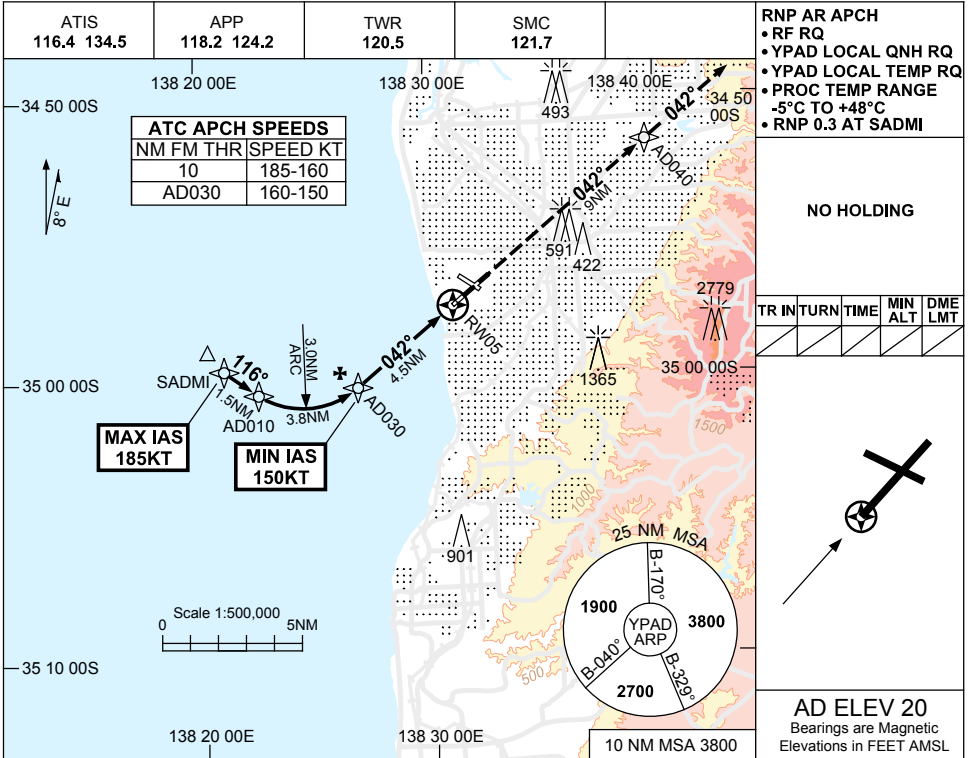 ATIS
116.4 134.5
APP
118.2 124.2
TWR
120.5
SMC
121.7
RNP AR APCH
• RF RQ
• YPAD LOCAL QNH RQ
• YPAD LOCAL TEMP RQ
• PROC TEMP RANGE
-5°C TO +48°C
• RNP 0.3 AT SADMI
NO HOLDING
TR IN
TURN
TIME
MIN ALT
DME LMT
138 20 00E
138 30 00E
138 40 00E
34 50 00S
34 50
00S
ATC APCH SPEEDS
NM FM THR SPEED KT
10 185-160
AD030 160-150
8° E
493
042°
AD040
042°
9NM
591
422
2779
RW05
042°
4.5NM
1365
3.0NM
ARC
116°
SADMI
1.5NM
AD010
3.8NM
AD030
35 00 00S
35 00 00S
MAX IAS
185KT
MIN IAS
150KT
1500
1000
901
500
25 NM MSA
B-170°
1900
YPAD
ARP
3800
B-040°
B-329°
2700
Scale 1:500,000
0 5NM
35 10 00S
138 20 00E
138 30 00E
10 NM MSA 3800
AD ELEV 20
Bearings are Magnetic
Elevations in FEET AMSL